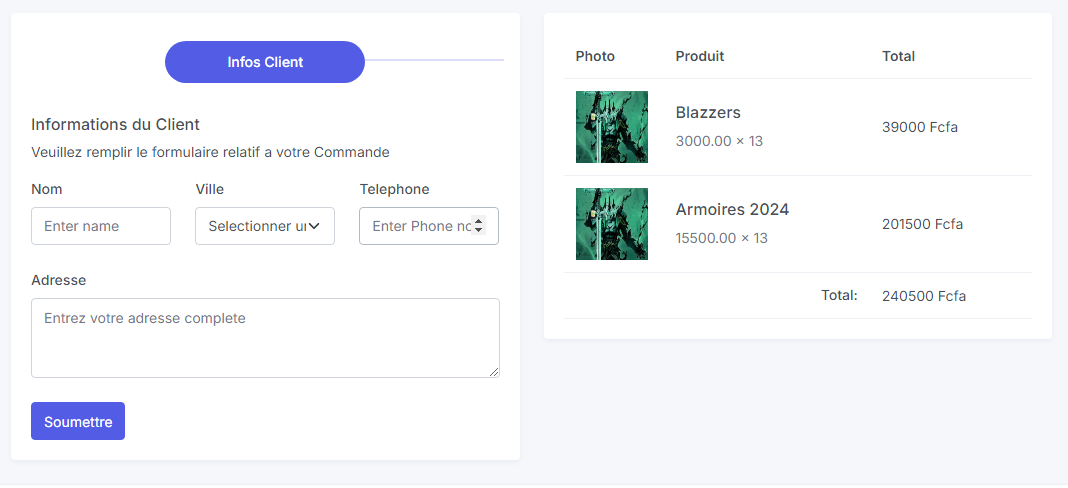 Infos Client
Informations du Client
Veuillez remplir le formulaire relatif a votre Commande
Nom Ville Telephone
Enter name Selectionner Enter Phone
Adresse
Entrez votre adresse complete
Soumettre
Photo Produit Total
Blazzers
3000.00 × 13
39000 Fcfa
Armoires 2024
15500.00 × 13
201500 Fcfa
Total: 240500 Fcfa